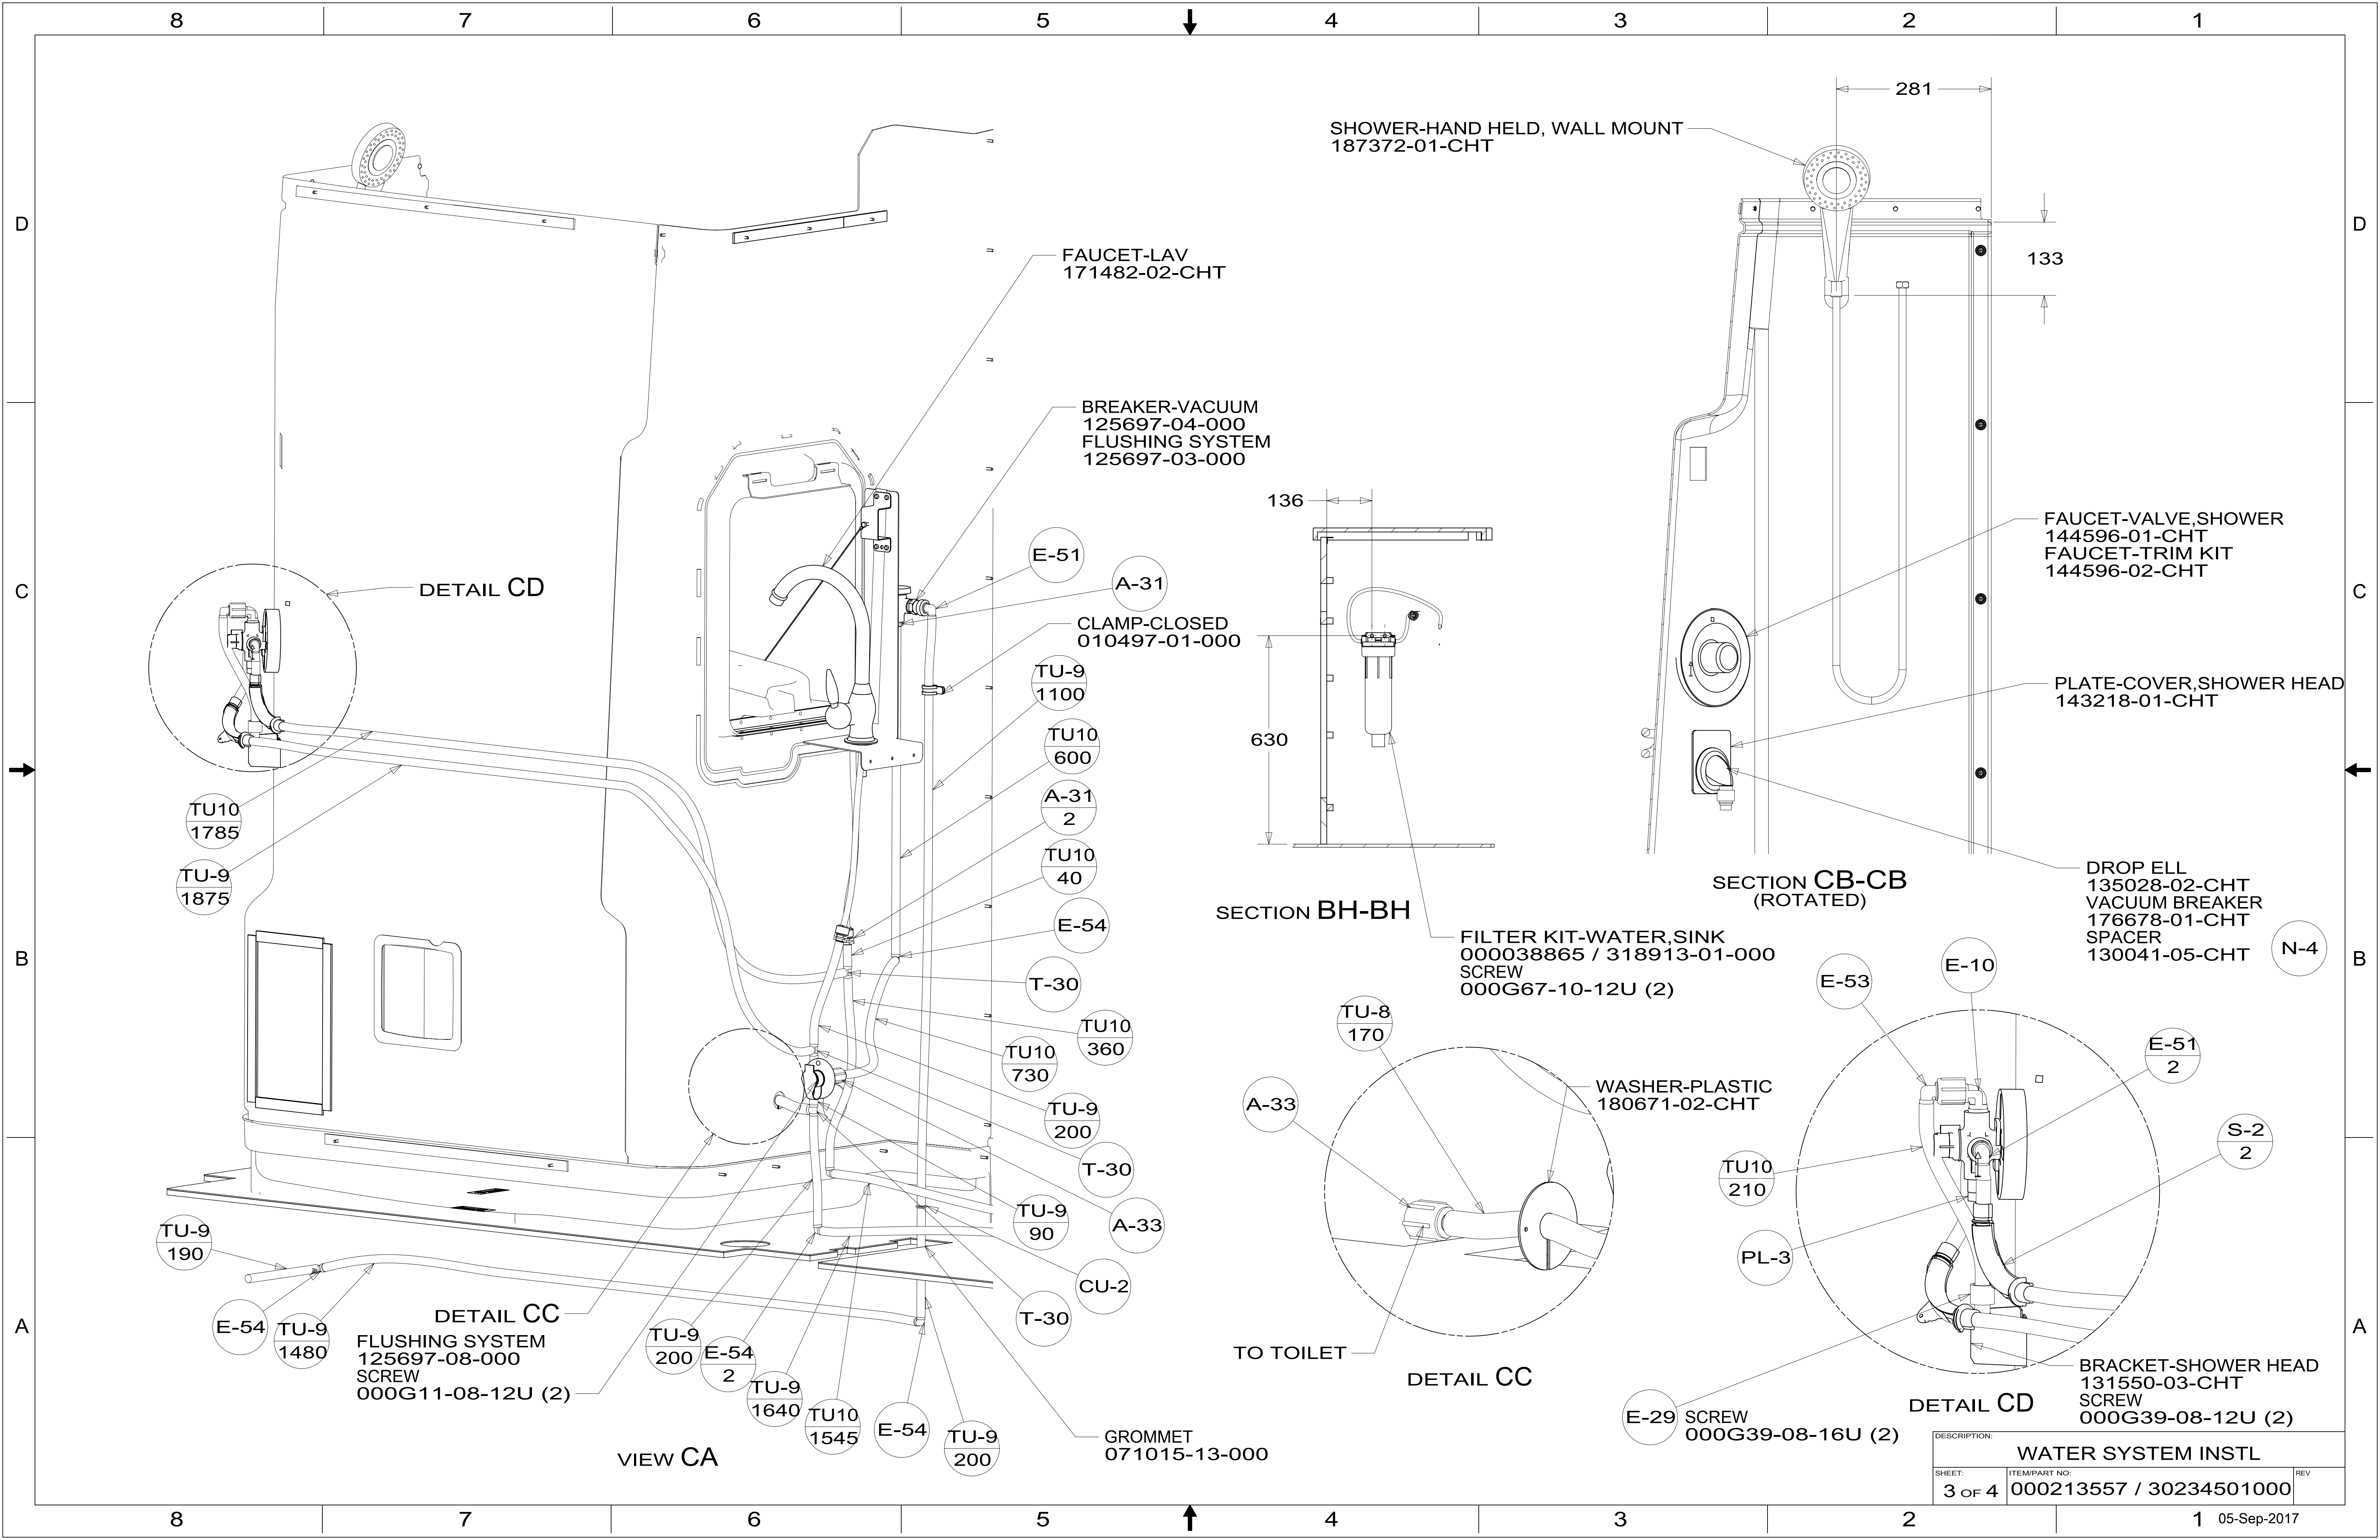 8 7 6 5 4 3 2 1
D
C
B
A
D
C
B
A
FAUCET-LAV
171482-02-CHT
BREAKER-VACUUM
125697-04-000
FLUSHING SYSTEM
125697-03-000
E-51
A-31
CLAMP-CLOSED
010497-01-000
TU-9
1100
TU10
600
A-31
2
TU10
40
E-54
T-30
TU10
360
TU10
730
TU-9
200
T-30
TU-9
90
A-33
CU-2
T-30
GROMMET
071015-13-000
DETAIL CD
TU10
1785
TU-9
1875
TU-9
190
E-54
TU-9
1480
DETAIL CC
FLUSHING SYSTEM
125697-08-000
SCREW
000G11-08-12U (2)
TU-9
200
E-54
2
TU-9
1640
TU10
1545
E-54
TU-9
200
VIEW CA
136
630
SECTION BH-BH
FILTER KIT-WATER,SINK
000038865 / 318913-01-000
SCREW
000G67-10-12U (2)
SHOWER-HAND HELD, WALL MOUNT
187372-01-CHT
281
133
FAUCET-VALVE,SHOWER
144596-01-CHT
FAUCET-TRIM KIT
144596-02-CHT
PLATE-COVER,SHOWER HEAD
143218-01-CHT
SECTION CB-CB
(ROTATED)
DROP ELL
135028-02-CHT
VACUUM BREAKER
176678-01-CHT
SPACER
130041-05-CHT
N-4
TU-8
170
A-33
WASHER-PLASTIC
180671-02-CHT
TO TOILET
DETAIL CC
E-53
E-10
E-51
2
S-2
2
TU10
210
PL-3
E-29
SCREW
000G39-08-16U (2)
DETAIL CD
BRACKET-SHOWER HEAD
131550-03-CHT
SCREW
000G39-08-12U (2)
DESCRIPTION:
WATER SYSTEM INSTL
SHEET:
3 OF 4
ITEM/PART NO:
000213557 / 30234501000
REV
8 7 6 5 4 3 2 1
05-Sep-2017